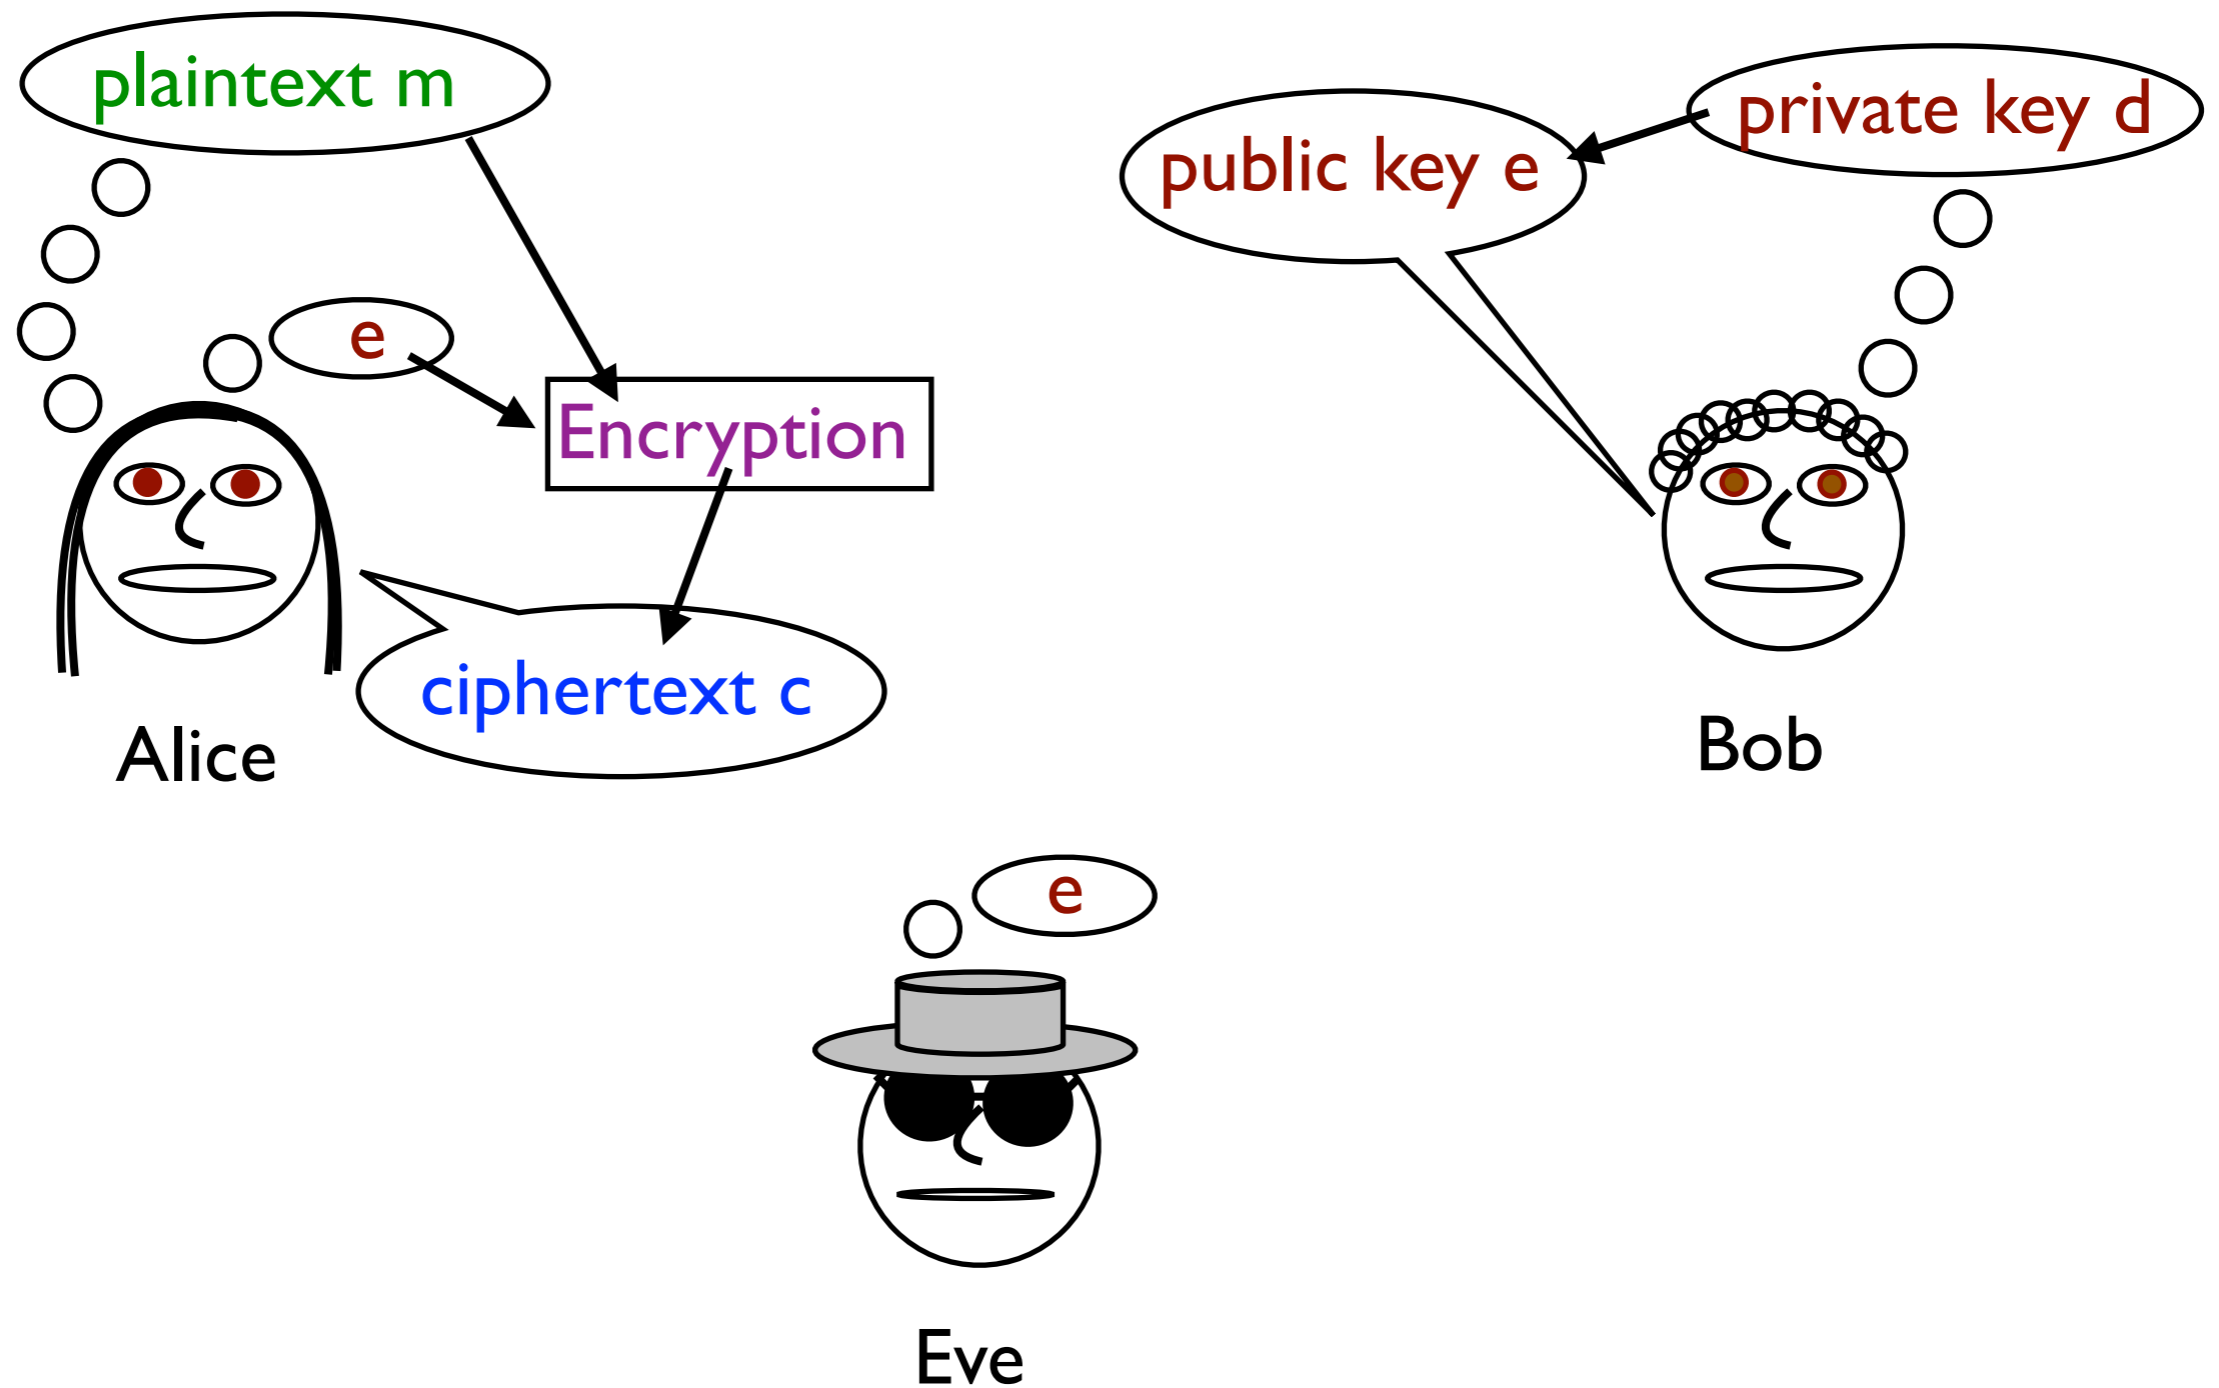 plaintext m
private key d
public key e
e
Encryption
ciphertext c
Alice
Bob
e
Eve